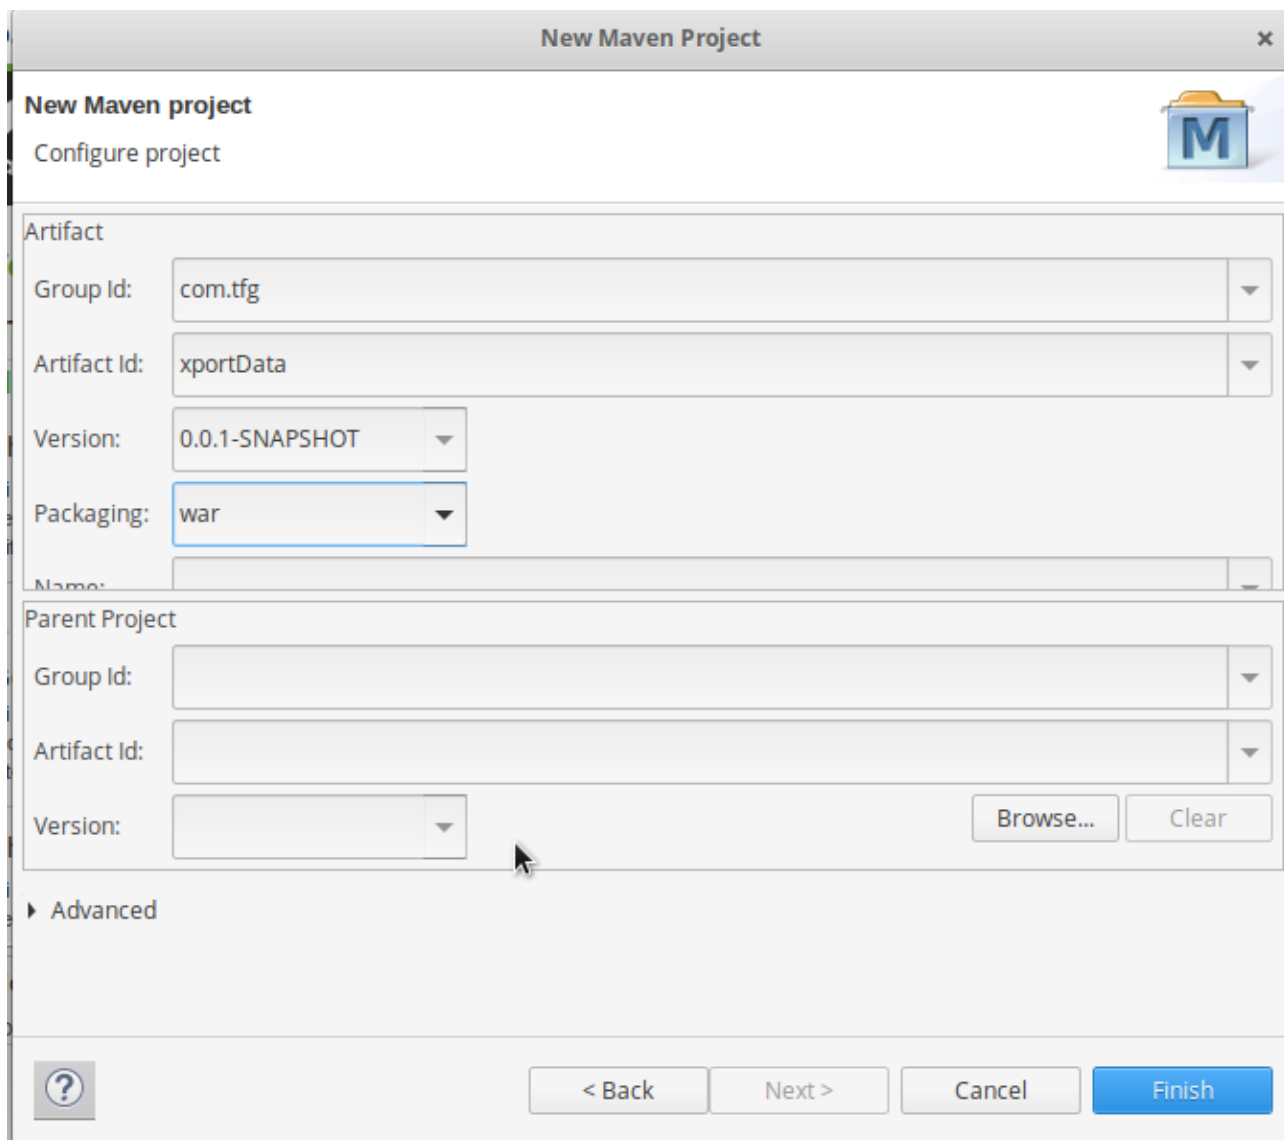 New Maven Project
New Maven project
Configure project
M
Artifact
Group Id: com.tfg
Artifact Id: xportData
Version: 0.0.1-SNAPSHOT
Packaging: war
Name:
Parent Project
Group Id:
Artifact Id:
Version:
Browse... Clear
Advanced
? < Back Next > Cancel Finish